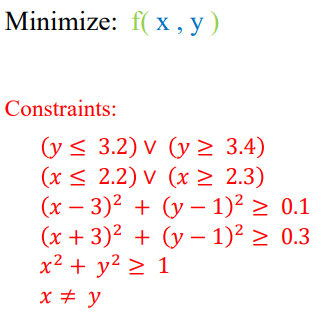 Minimize: f( x , y )
Constraints:
(y ≤ 3.2) ∨ (y ≥ 3.4)
(x ≤ 2.2) ∨ (x ≥ 2.3)
(x − 3)² + (y − 1)² ≥ 0.1
(x + 3)² + (y − 1)² ≥ 0.3
x² + y² ≥ 1
x ≠ y